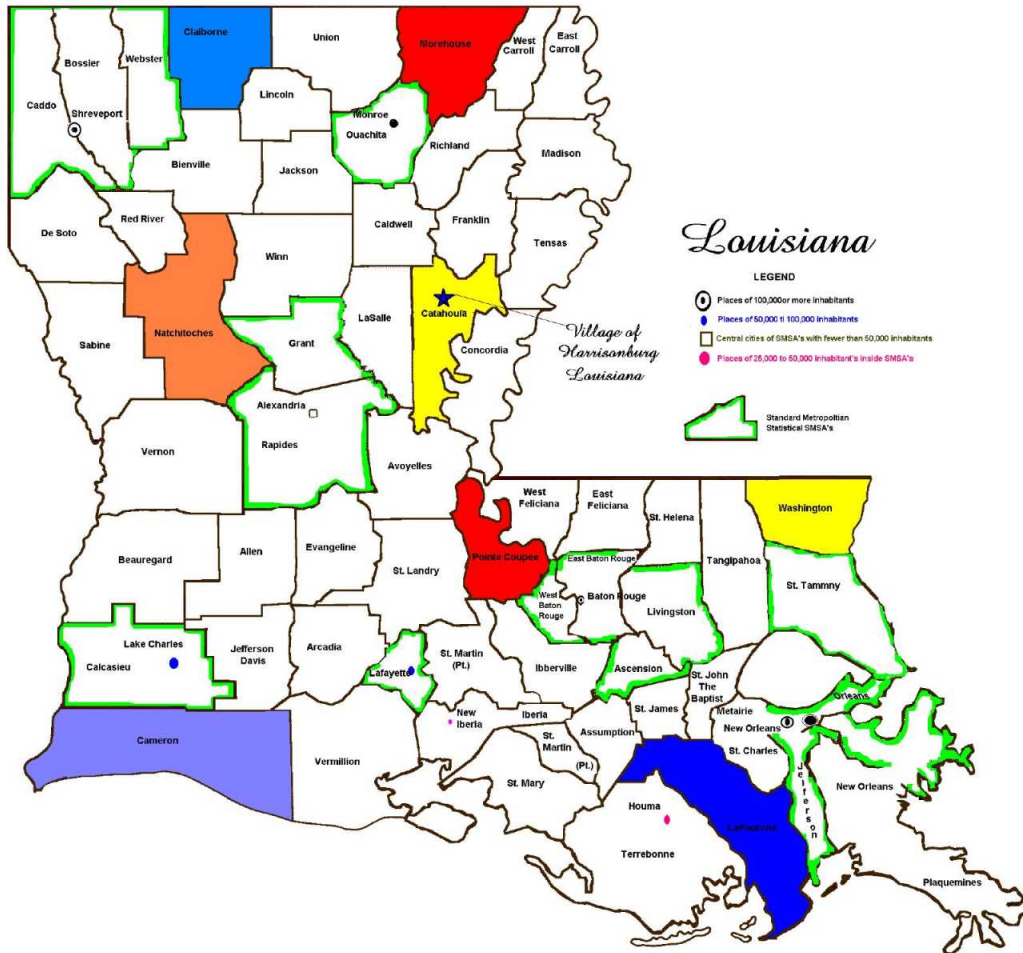 Claiborne
Union
Morehouse
West
Carroll
East
Carroll
Bossier
Webster
Caddo
Shreveport
Lincoln
Monroe
Ouachita
Richland
Madison
Bienville
Jackson
De Soto
Red River
Winn
Caldwell
Franklin
Tensas
Natchitoches
Sabine
Grant
LaSalle
Catahoula
Concordia
Village of
Harrisonburg
Louisiana
Louisiana
LEGEND
Places of 100,000or more inhabitants
Places of 50,000 tl 100,000 inhabitants
Central cities of SMSA's with fewer than 50,000 inhabitants
Places of 25,000 to 50,000 inhabitant's inside SMSA's
Standard Metropoltian
Statistical SMSA's
Alexandria
Rapides
Vernon
Avoyelles
West
Feliciana
East
Feliciana
St. Helena
Washington
Beauregard
Allen
Evangeline
St. Landry
Pointe Coupee
East Baton Rouge
West
Baton
Rouge
Baton Rouge
Livingston
Tangipahoa
St. Tammny
Lake Charles
Calcasieu
Jefferson
Davis
Arcadia
Lafayette
St. Martin
(Pt.)
Ibberville
Ascension
St. John
The
Baptist
Orleans
Cameron
Vermillion
New
Iberia
Iberia
St.
Martin
(Pt.)
St. Mary
Assumption
St. James
Metairie
New Orleans
St. Charles
Jelferson
New Orleans
Houma
Terrebonne
LaFourche
Plaquemines